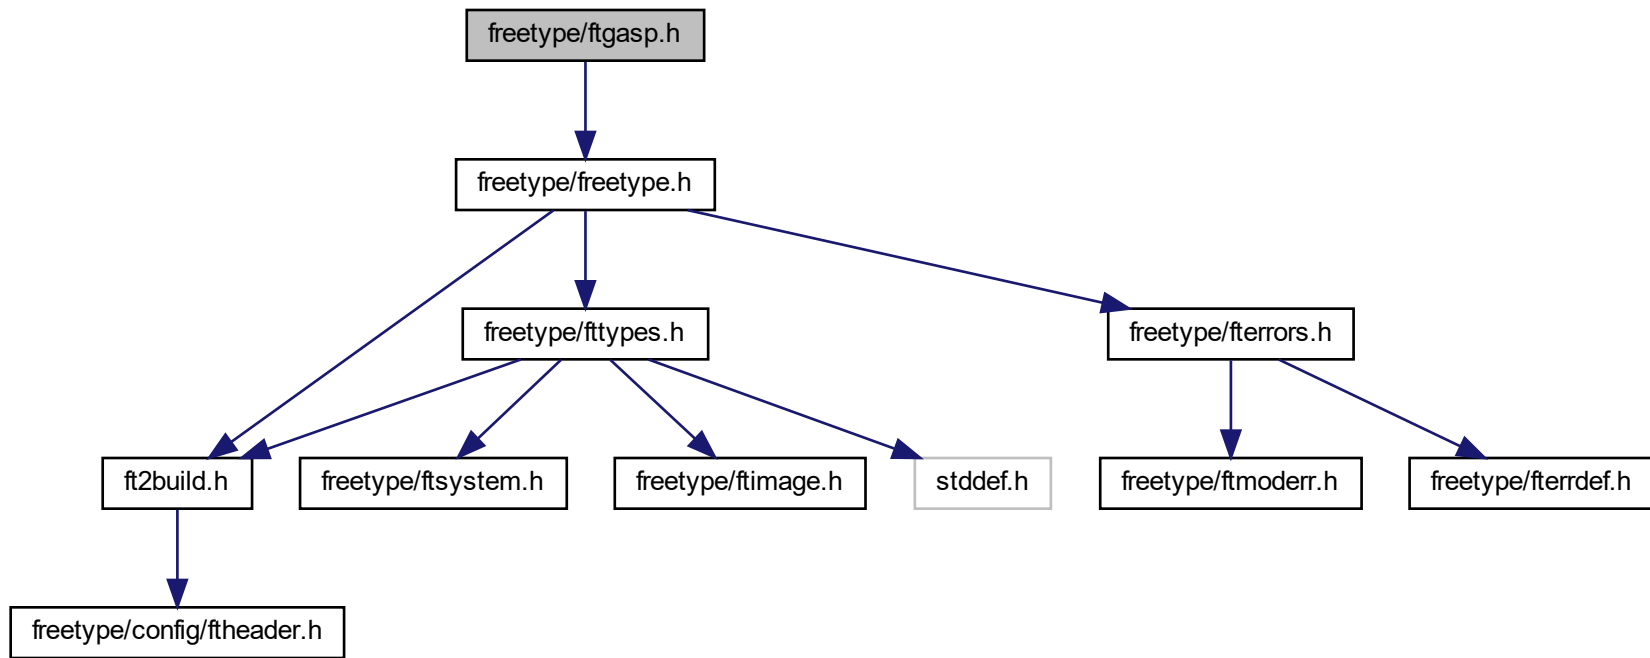 freetype/ftgasp.h
freetype/freetype.h
freetype/fttypes.h
freetype/fterrors.h
ft2build.h
freetype/ftsystem.h
freetype/ftimage.h
stddef.h
freetype/ftmoderr.h
freetype/fterrdef.h
freetype/config/ftheader.h